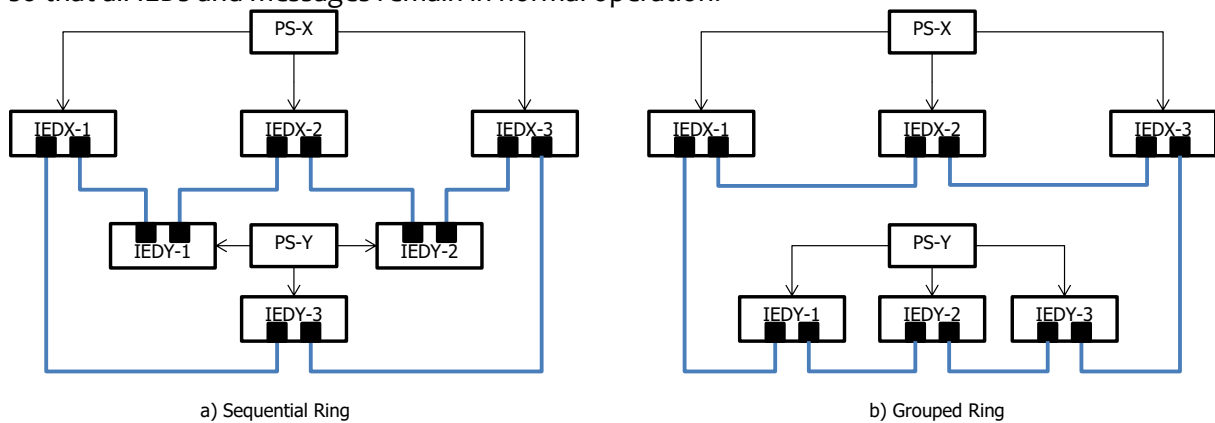 so that all IEDs and messages remain in normal operation.
PS-X
IEDX-1
IEDX-2
IEDX-3
IEDY-1
PS-Y
IEDY-2
IEDY-3
a) Sequential Ring
PS-X
IEDX-1
IEDX-2
IEDX-3
PS-Y
IEDY-1
IEDY-2
IEDY-3
b) Grouped Ring